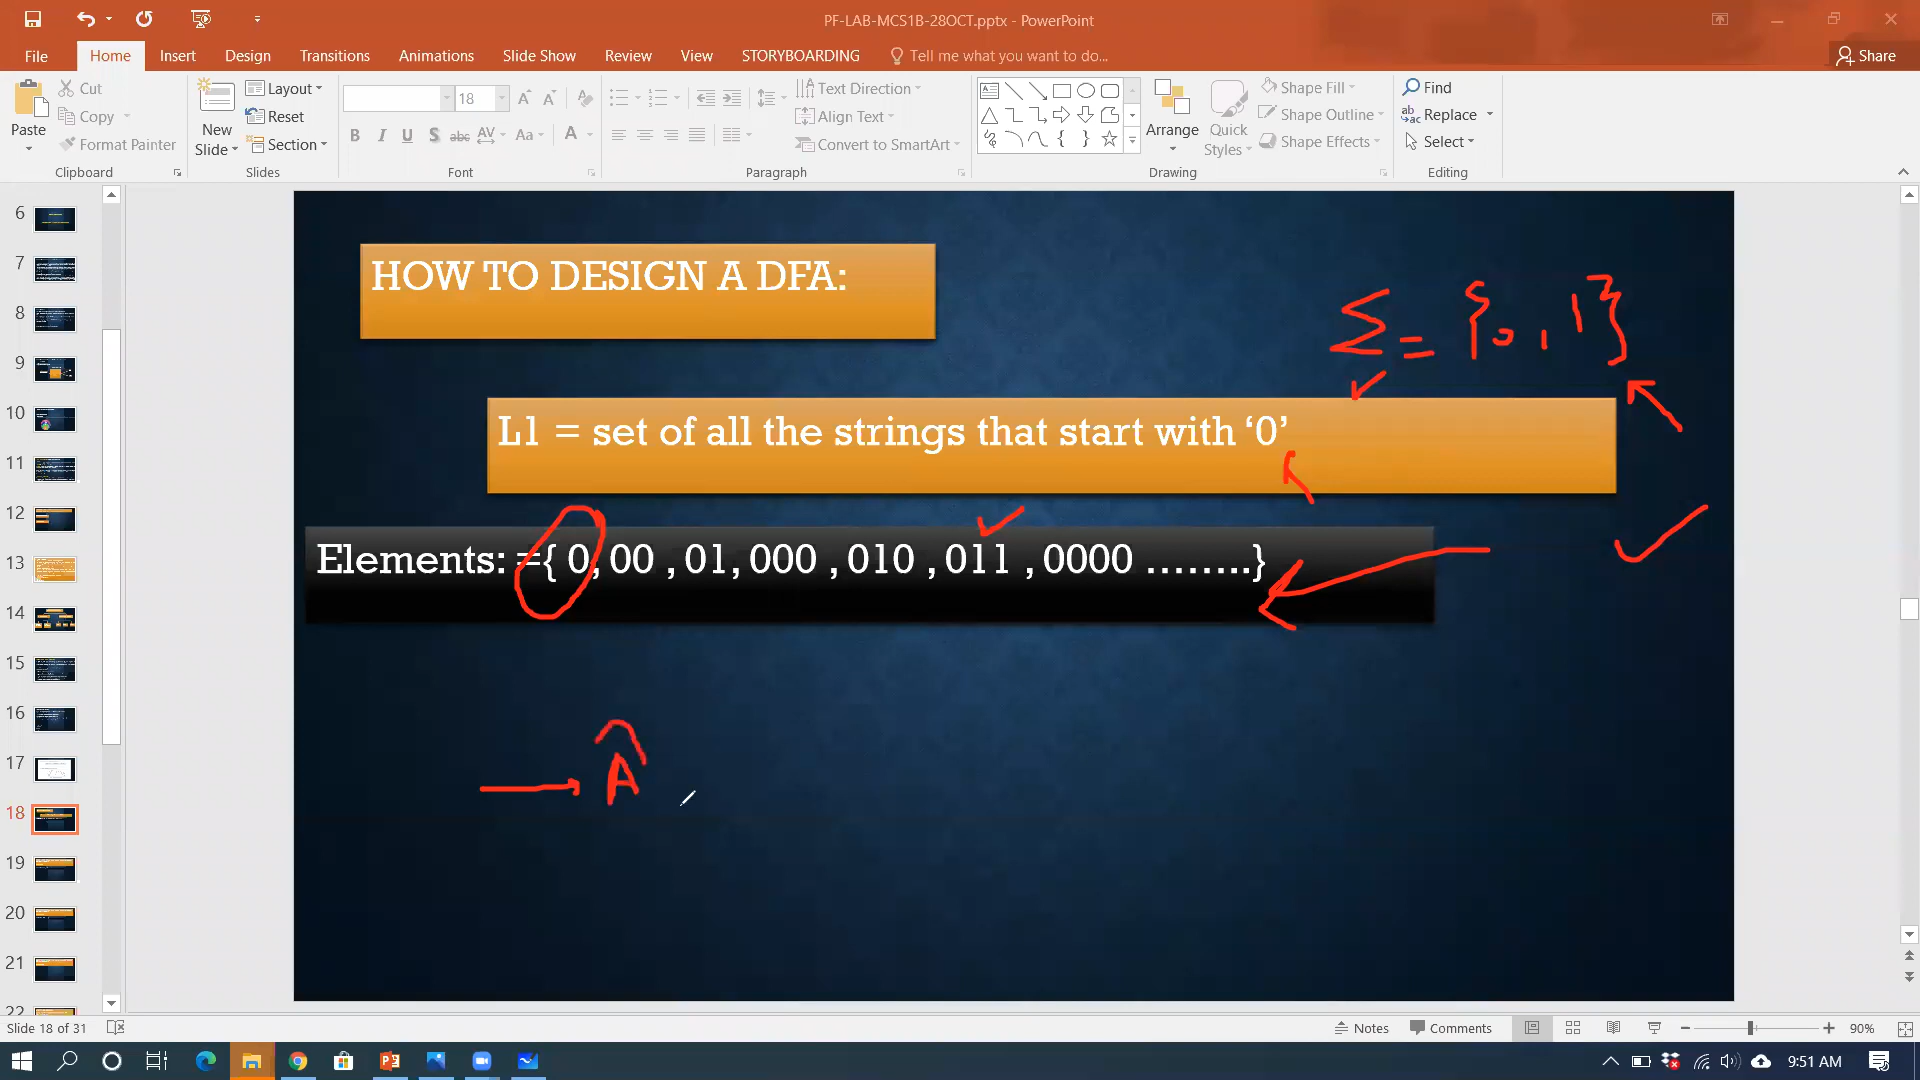 PF-LAB-MCS1B-28OCT.pptx - PowerPoint
File Home Insert Design Transitions Animations Slide Show Review View STORYBOARDING Tell me what you want to do... Share
Paste
Cut
Copy
Format Painter
Clipboard
New Slide
Layout
Reset
Section
Slides
18
Font
Text Direction
Align Text
Convert to SmartArt
Paragraph
Arrange
Quick Styles
Shape Fill
Shape Outline
Shape Effects
Drawing
Find
Replace
Select
Editing
6
7
8
9
10
11
12
13
14
15
16
17
18
19
20
21
22
HOW TO DESIGN A DFA:
Σ = {0, 1}
L1 = set of all the strings that start with ‘0’
Elements: ={ 0, 00 , 01, 000 , 010 , 011 , 0000 ........}
A
Slide 18 of 31 Notes Comments 90%
9:51 AM